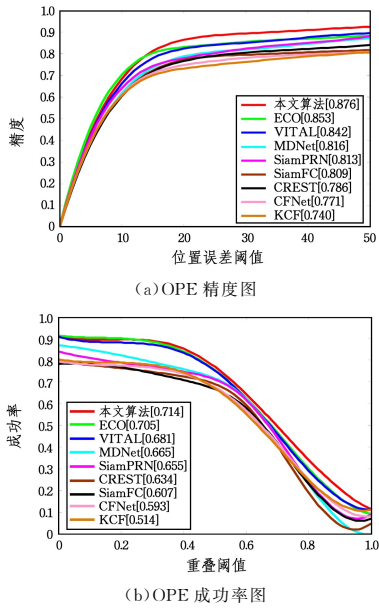 1.0
0.9
0.8
0.7
0.6
0.5
0.4
0.3
0.2
0.1
0
精度
本文算法[0.876]
ECO[0.853]
VITAL[0.842]
MDNet[0.816]
SiamPRN[0.813]
SiamFC[0.809]
CREST[0.786]
CFNet[0.771]
KCF[0.740]
0 10 20 30 40 50
位置误差阈值
(a)OPE 精度图
1.0
0.9
0.8
0.7
0.6
0.5
0.4
0.3
0.2
0.1
0
成功率
本文算法[0.714]
ECO[0.705]
VITAL[0.681]
MDNet[0.665]
SiamPRN[0.655]
CREST[0.634]
SiamFC[0.607]
CFNet[0.593]
KCF[0.514]
0 0.2 0.4 0.6 0.8 1.0
重叠阈值
(b)OPE 成功率图